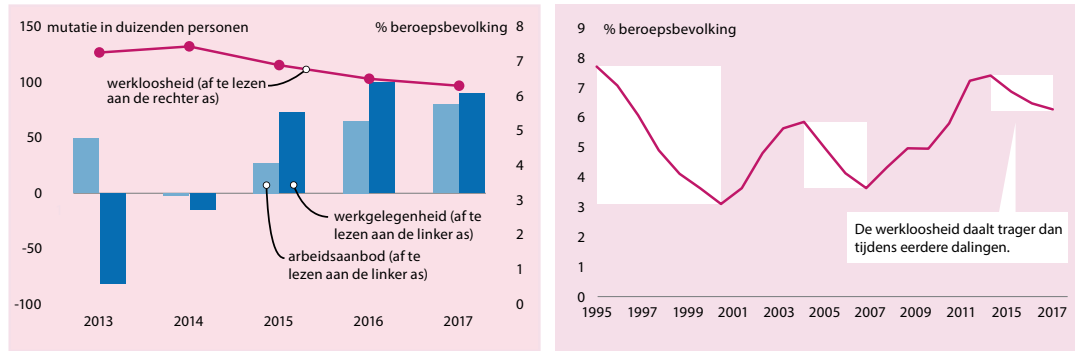 mutatie in duizenden personen
% beroepsbevolking
150
100
50
0
-50
-100
8
7
6
5
4
3
2
1
0
werkloosheid (af te lezen
aan de rechter as)
werkgelegenheid (af te
lezen aan de linker as)
arbeidsaanbod (af te
lezen aan de linker as)
2013 2014 2015 2016 2017
% beroepsbevolking
9
8
7
6
5
4
3
2
1
0
De werkloosheid daalt trager dan
tijdens eerdere dalingen.
1995 1997 1999 2001 2003 2005 2007 2009 2011 2013 2015 2017